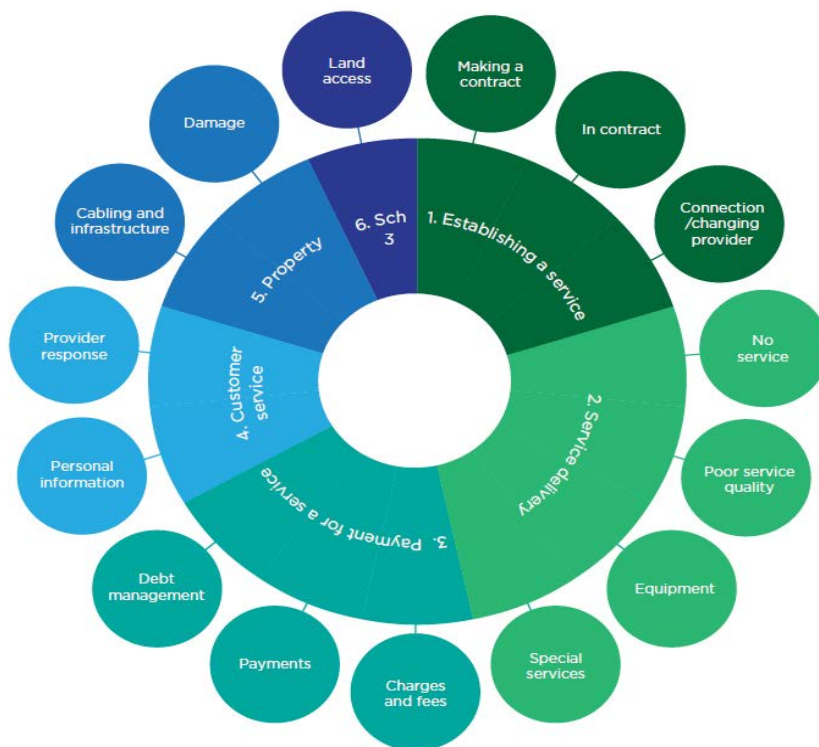 Land
access
Making a
contract
Damage
In contract
Cabling and
infrastructure
Connection
/changing
provider
6. Sch
3
1. Establishing a service
5. Property
Provider
response
No
service
4. Customer
service
2. Service delivery
Personal
information
Poor service
quality
3. Payment for a service
Debt
management
Equipment
Payments
Special
services
Charges
and fees